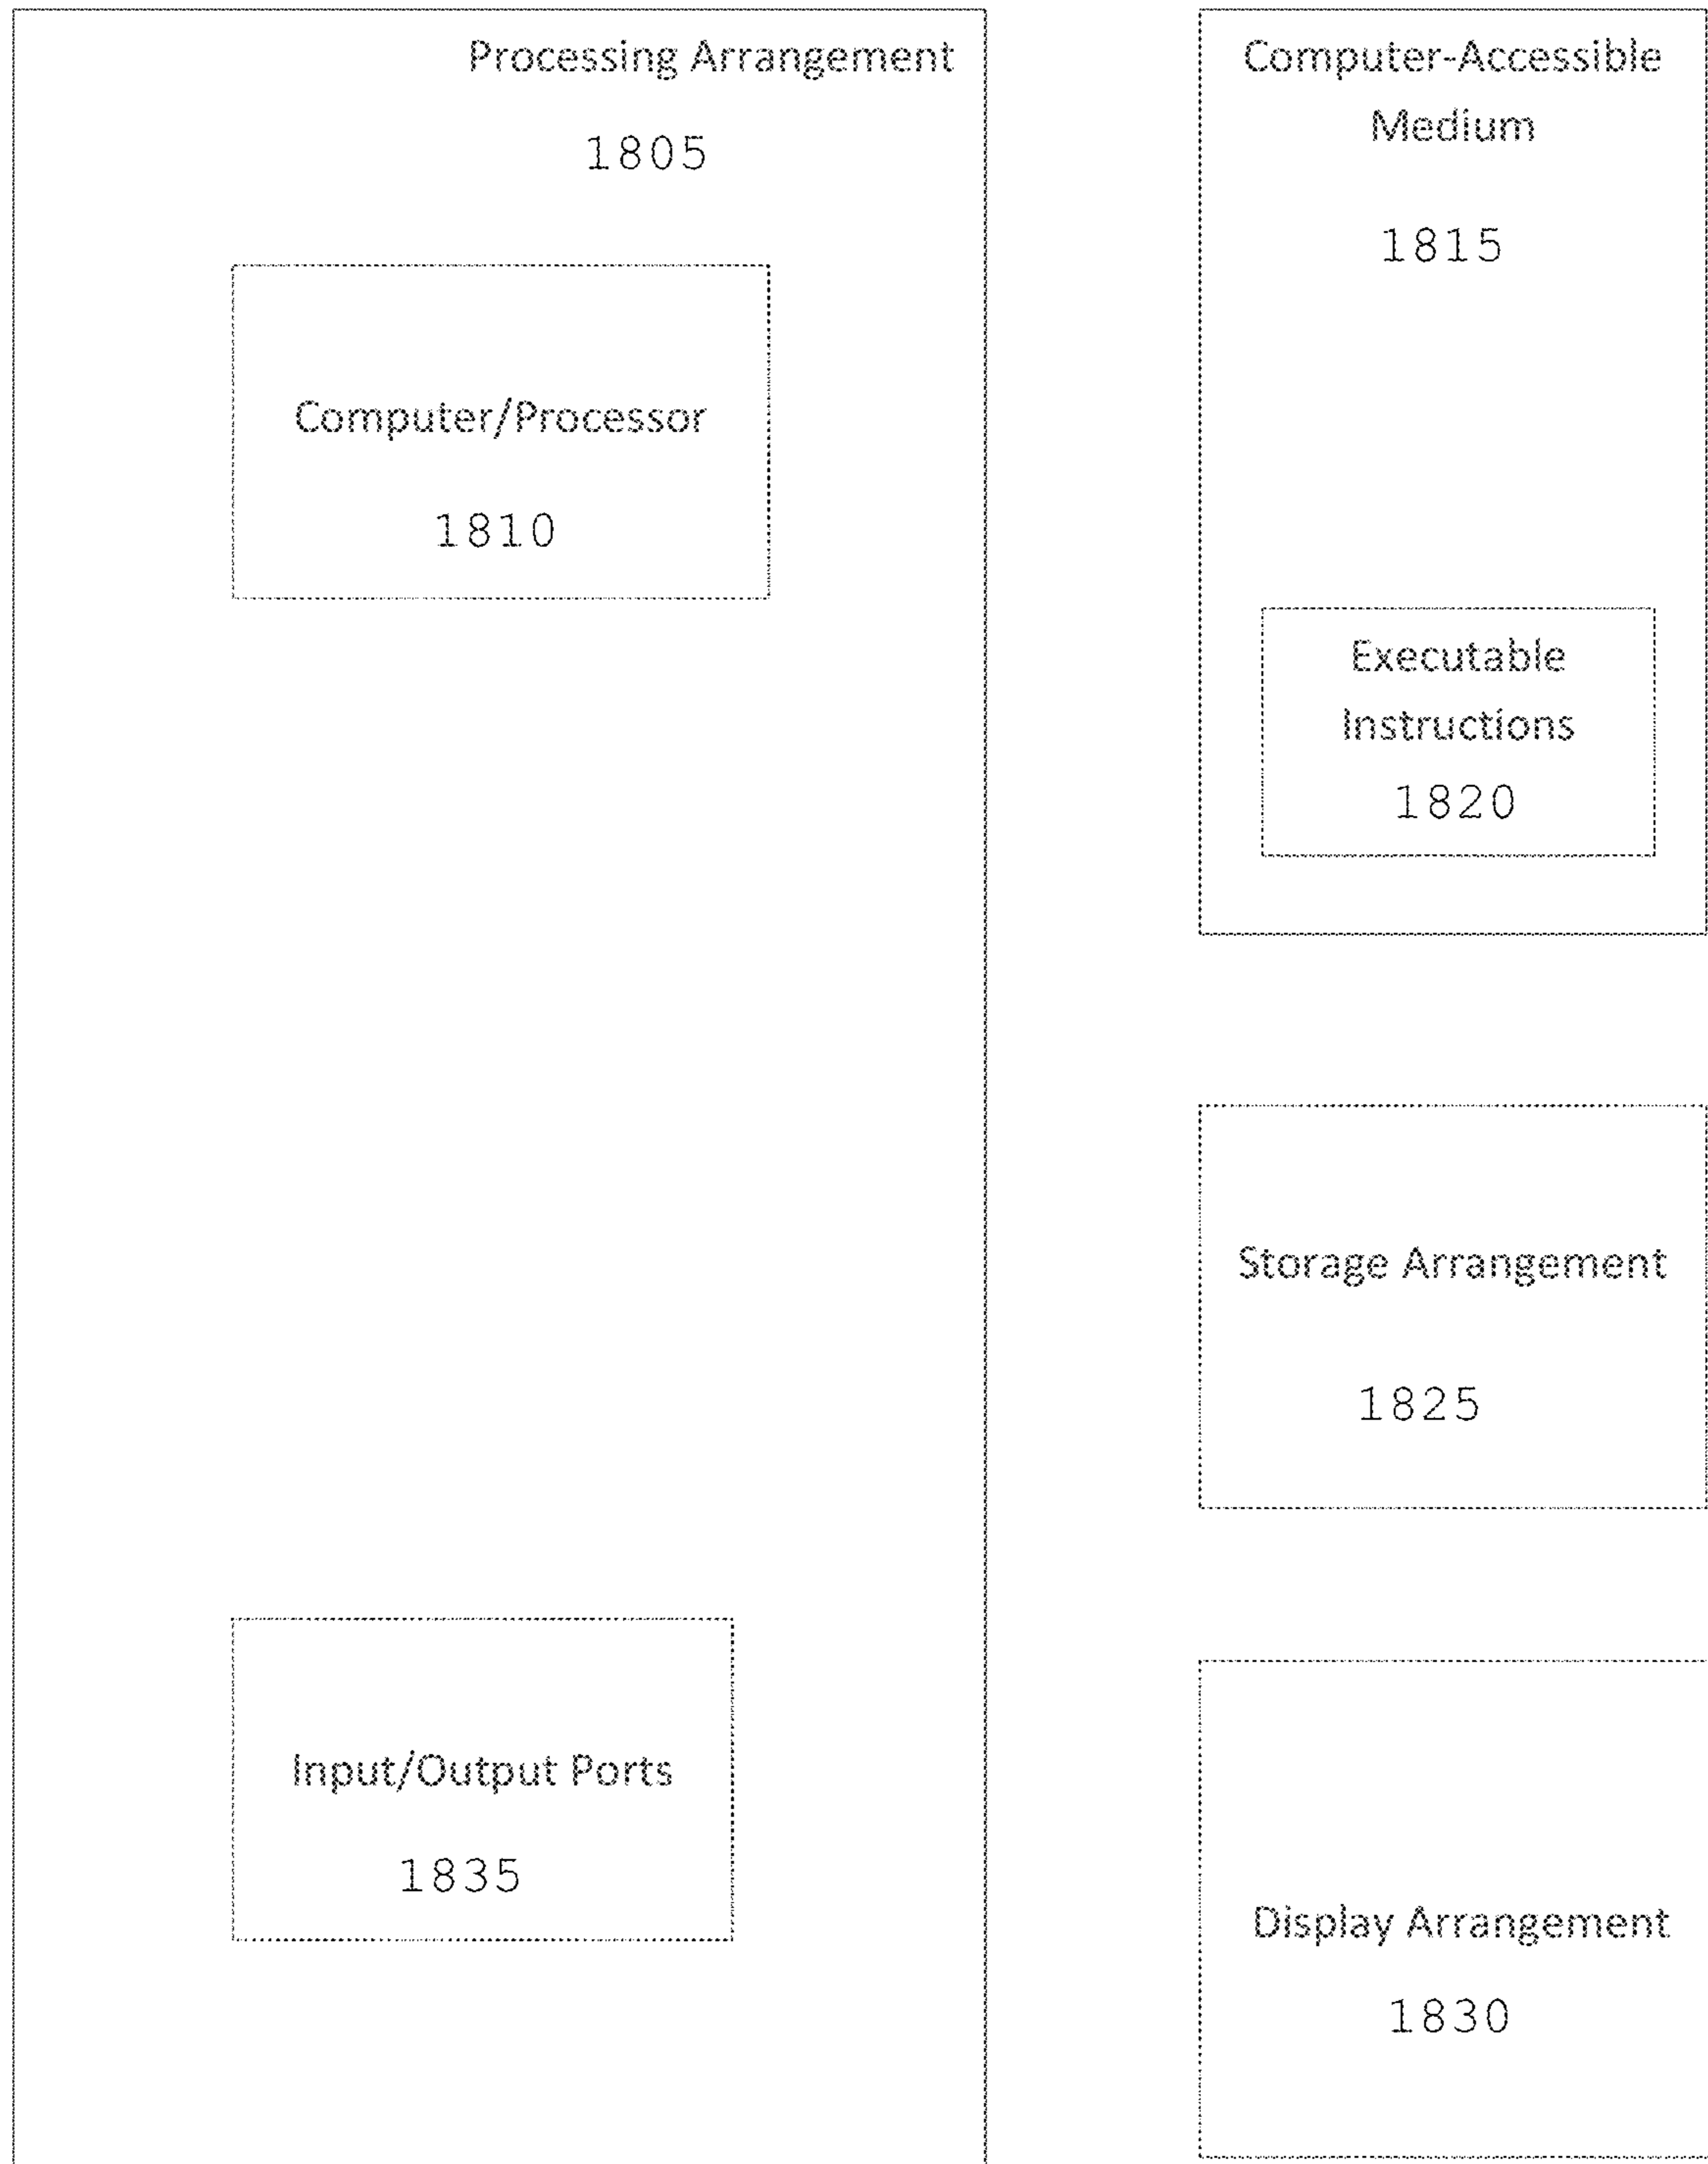 Processing Arrangement
1805
Computer/Processor
1810
Input/Output Ports
1835
Computer-Accessible
Medium
1815
Executable
Instructions
1820
Storage Arrangement
1825
Display Arrangement
1830